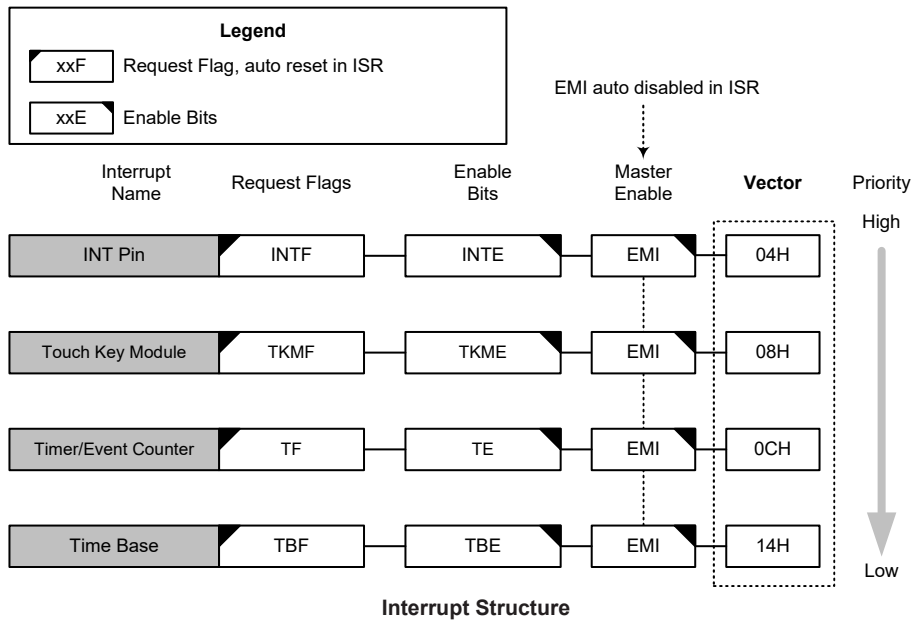 Legend
xxF Request Flag, auto reset in ISR
xxE Enable Bits
EMI auto disabled in ISR
Interrupt Name Request Flags Enable Bits Master Enable Vector Priority
High
INT Pin INTF INTE EMI 04H
Touch Key Module TKMF TKME EMI 08H
Timer/Event Counter TF TE EMI 0CH
Time Base TBF TBE EMI 14H
Low
Interrupt Structure